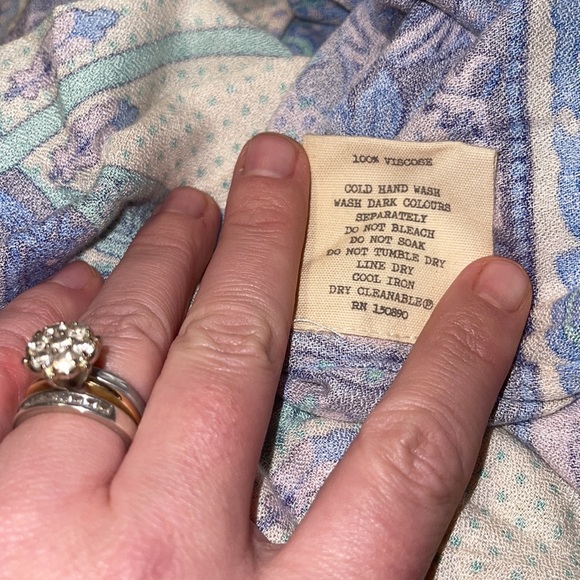 100% VISCOSE
COLD HAND WASH
WASH DARK COLOURS
SEPARATELY
DO NOT BLEACH
DO NOT SOAK
DO NOT TUMBLE DRY
LINE DRY
COOL IRON
DRY CLEANABLE Ⓟ
RN 150890